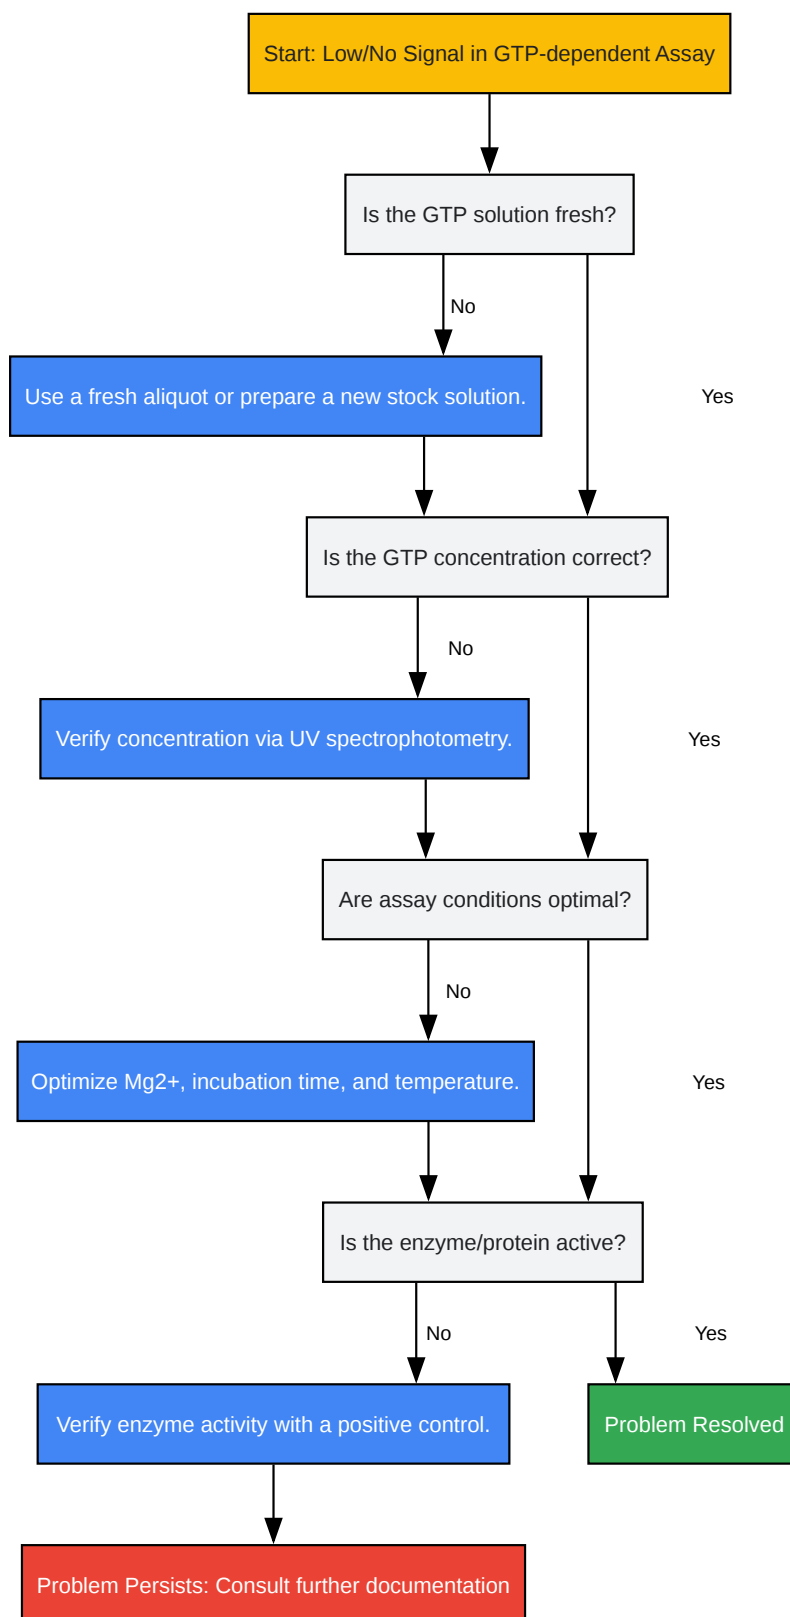 Start: Low/No Signal in GTP-dependent Assay
Is the GTP solution fresh?
No
Use a fresh aliquot or prepare a new stock solution.
Yes
Is the GTP concentration correct?
No
Verify concentration via UV spectrophotometry.
Yes
Are assay conditions optimal?
No
Optimize Mg2+, incubation time, and temperature.
Yes
Is the enzyme/protein active?
No
Yes
Verify enzyme activity with a positive control.
Problem Resolved
Problem Persists: Consult further documentation